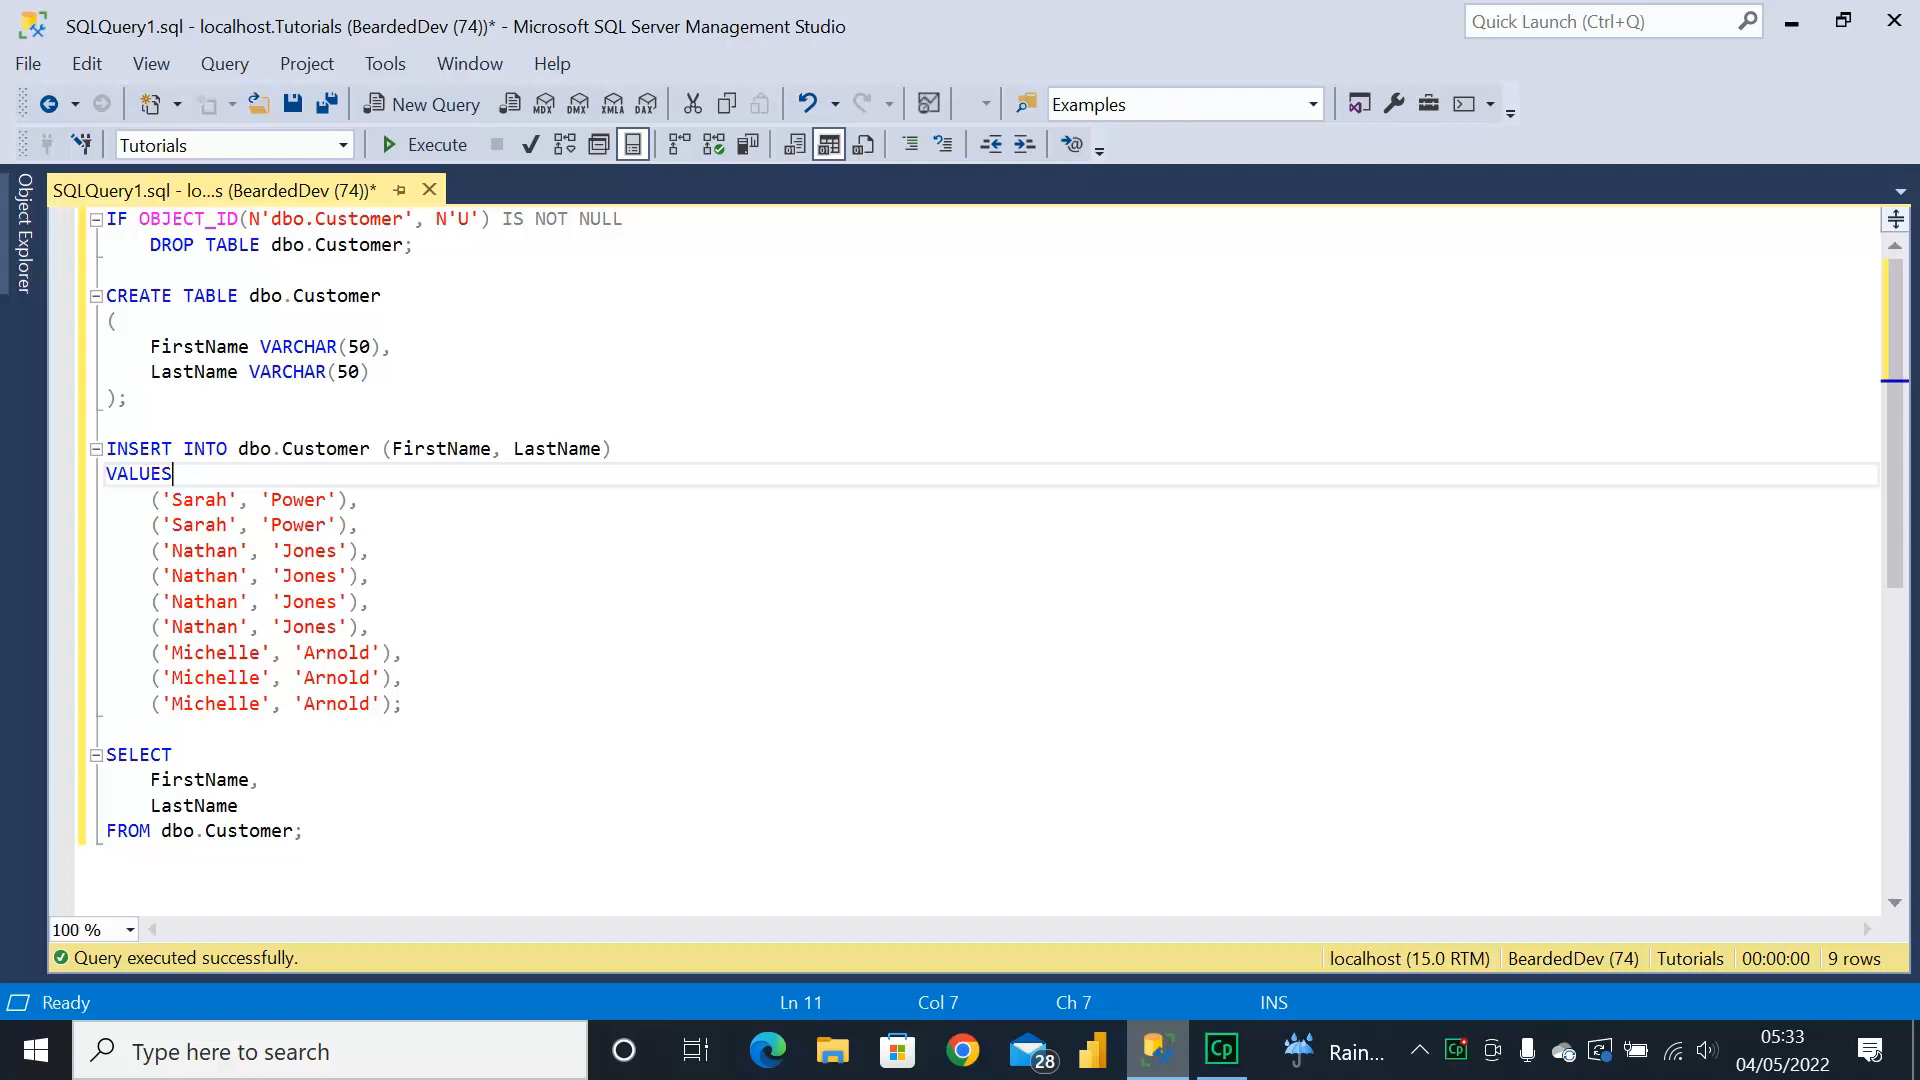 SQLQuery1.sql - localhost.Tutorials (BeardedDev (74))* - Microsoft SQL Server Management Studio
Quick Launch (Ctrl+Q)
File Edit View Query Project Tools Window Help
New Query MDX DMX XMLA DAX Examples
Tutorials Execute
Object Explorer
SQLQuery1.sql - lo...s (BeardedDev (74))*
IF OBJECT_ID(N'dbo.Customer', N'U') IS NOT NULL
DROP TABLE dbo.Customer;
CREATE TABLE dbo.Customer
(
FirstName VARCHAR(50),
LastName VARCHAR(50)
);
INSERT INTO dbo.Customer (FirstName, LastName)
VALUES
('Sarah', 'Power'),
('Sarah', 'Power'),
('Nathan', 'Jones'),
('Nathan', 'Jones'),
('Nathan', 'Jones'),
('Nathan', 'Jones'),
('Michelle', 'Arnold'),
('Michelle', 'Arnold'),
('Michelle', 'Arnold');
SELECT
FirstName,
LastName
FROM dbo.Customer;
100 %
Query executed successfully. localhost (15.0 RTM) BeardedDev (74) Tutorials 00:00:00 9 rows
Ready Ln 11 Col 7 Ch 7 INS
Type here to search 28 Cp Rain... Cp 05:33
04/05/2022